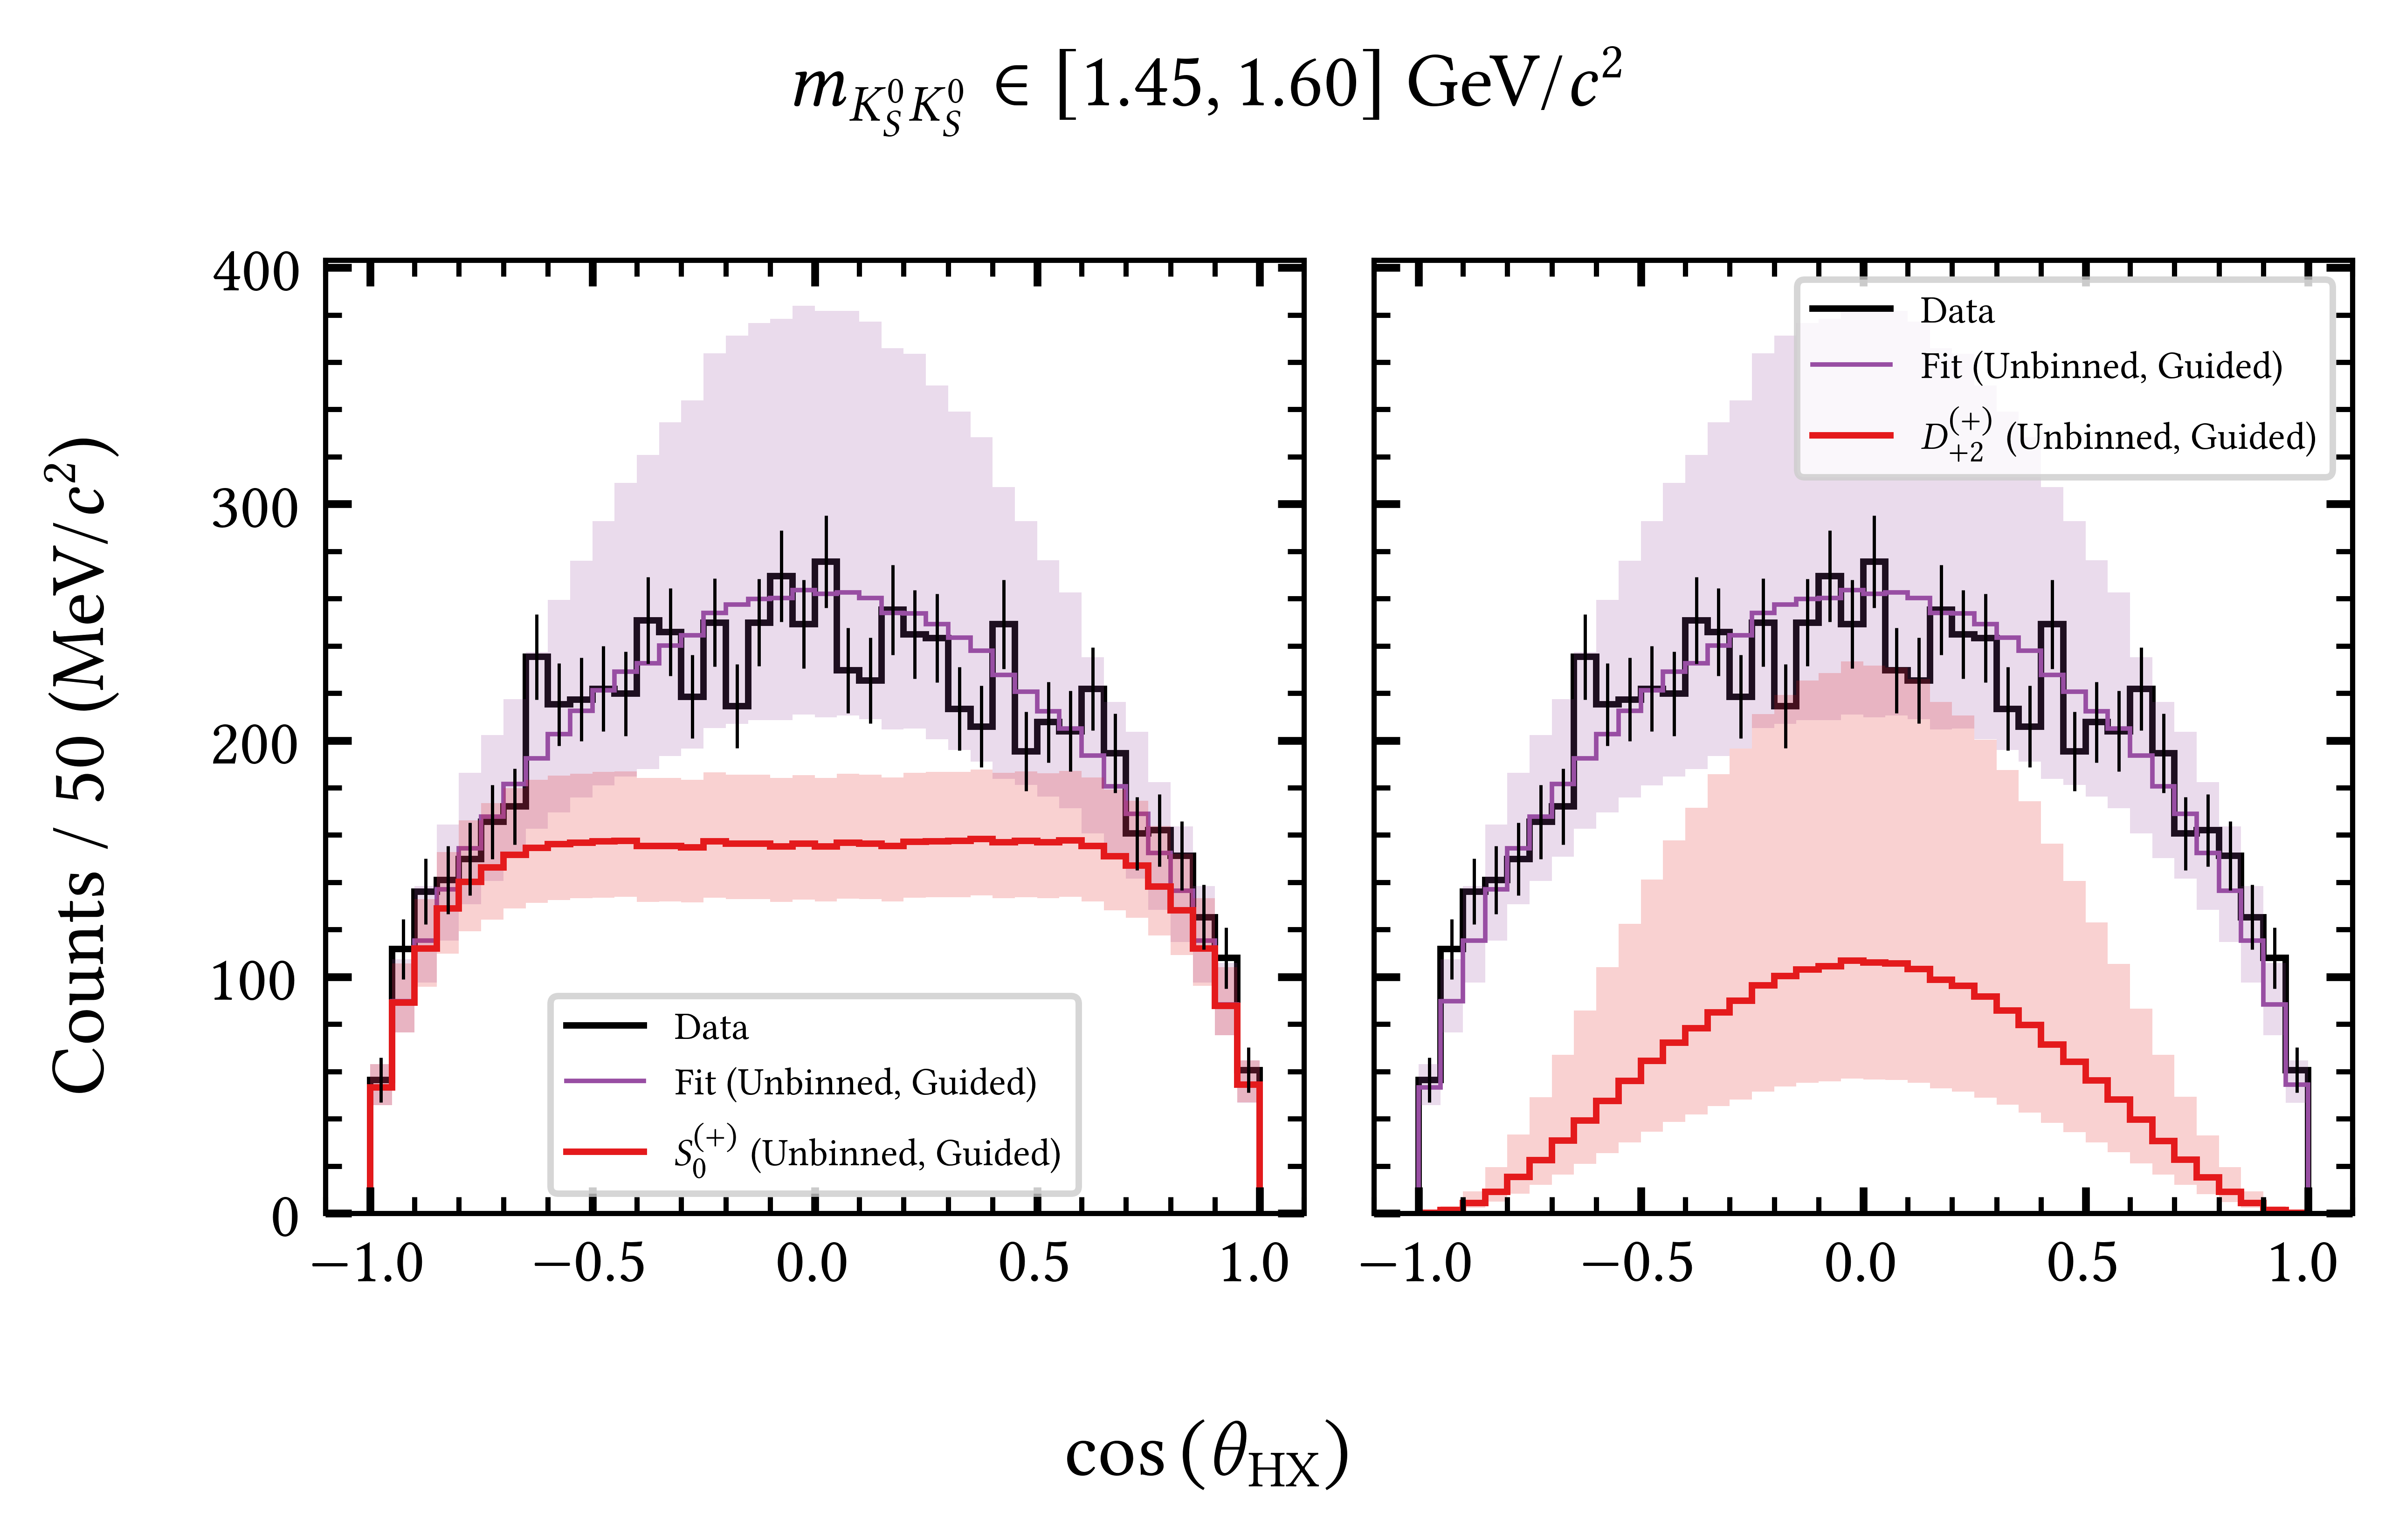 m_{K_S^0 K_S^0} ∈ [1.45, 1.60] GeV/c²
Counts / 50 (MeV/c²)
400
300
200
100
0
Data
Fit (Unbinned, Guided)
S_0^{(+)} (Unbinned, Guided)
−1.0 −0.5 0.0 0.5 1.0
Data
Fit (Unbinned, Guided)
D_{+2}^{(+)} (Unbinned, Guided)
−1.0 −0.5 0.0 0.5 1.0
cos (θ_{HX})